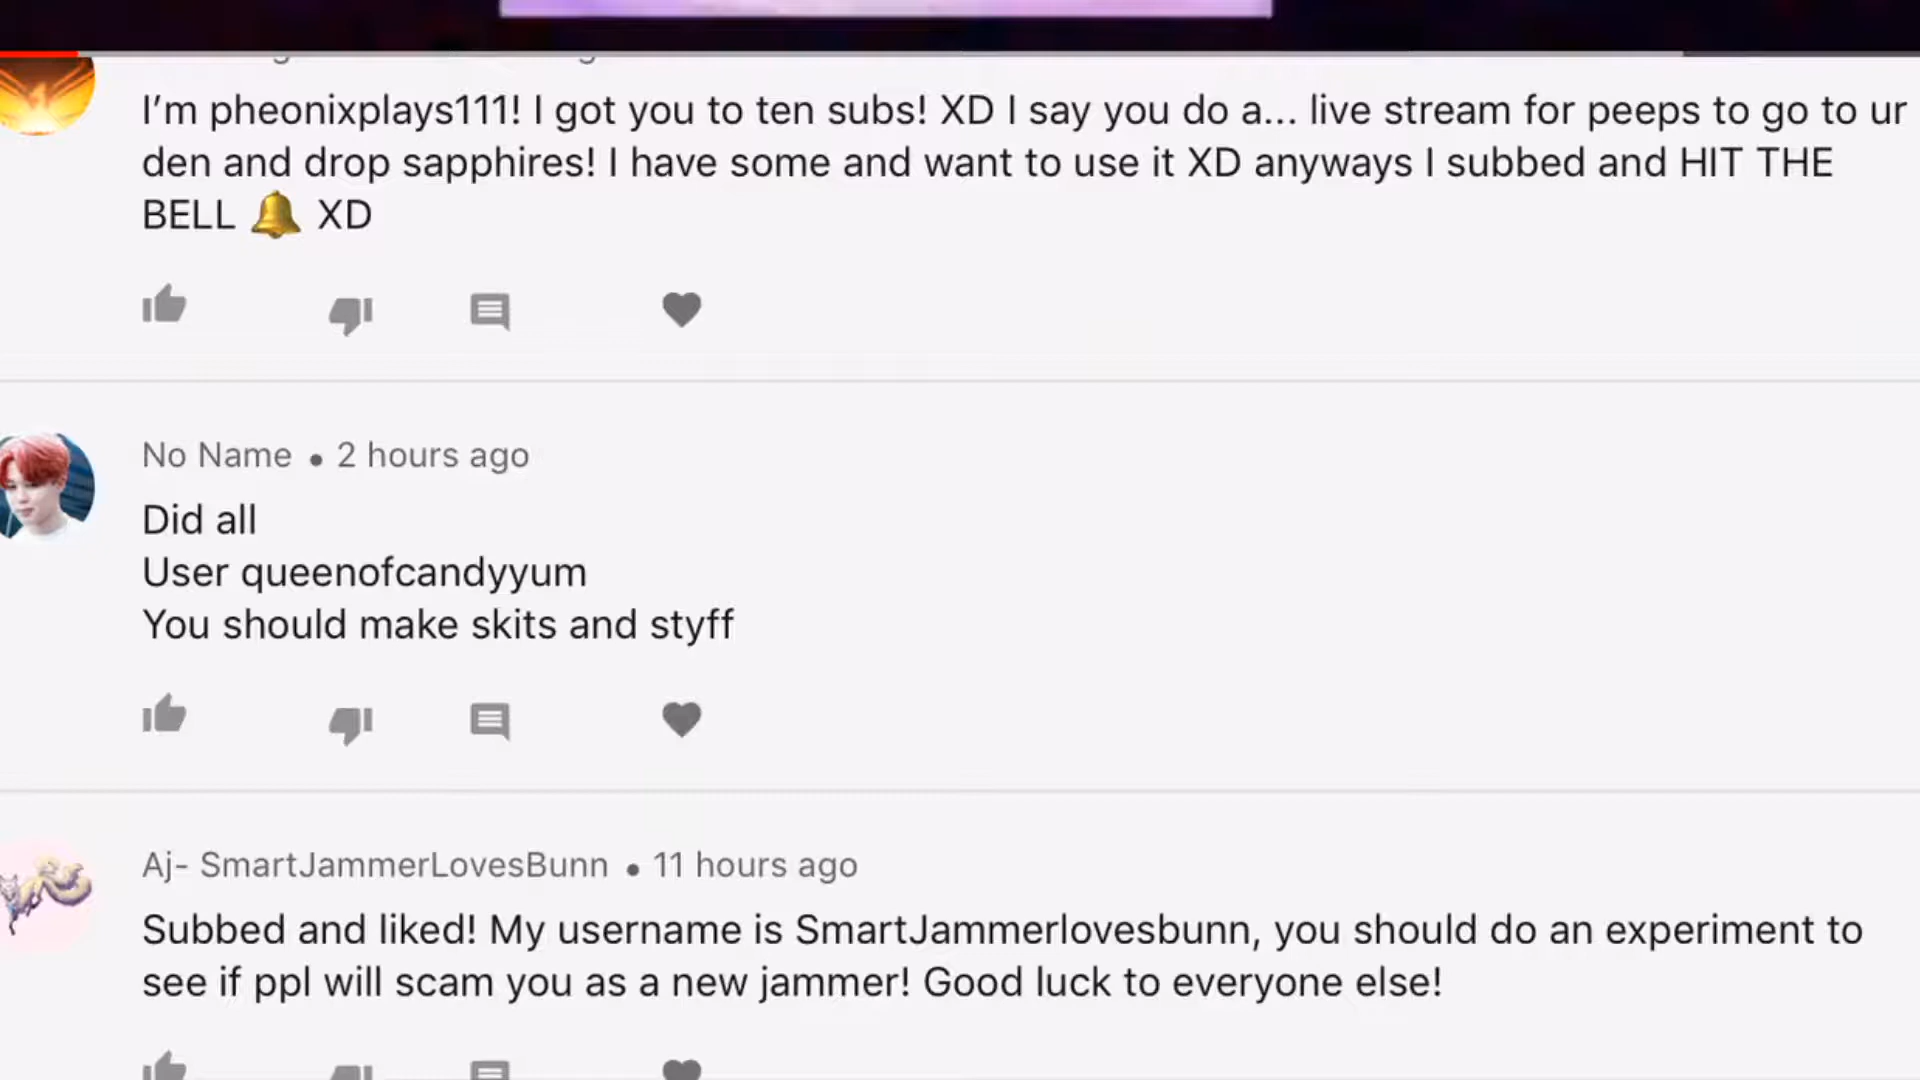 I’m pheonixplays111! I got you to ten subs! XD I say you do a... live stream for peeps to go to ur
den and drop sapphires! I have some and want to use it XD anyways I subbed and HIT THE
BELL 🔔 XD
No Name • 2 hours ago
Did all
User queenofcandyyum
You should make skits and styff
Aj- SmartJammerLovesBunn • 11 hours ago
Subbed and liked! My username is SmartJammerlovesbunn, you should do an experiment to
see if ppl will scam you as a new jammer! Good luck to everyone else!